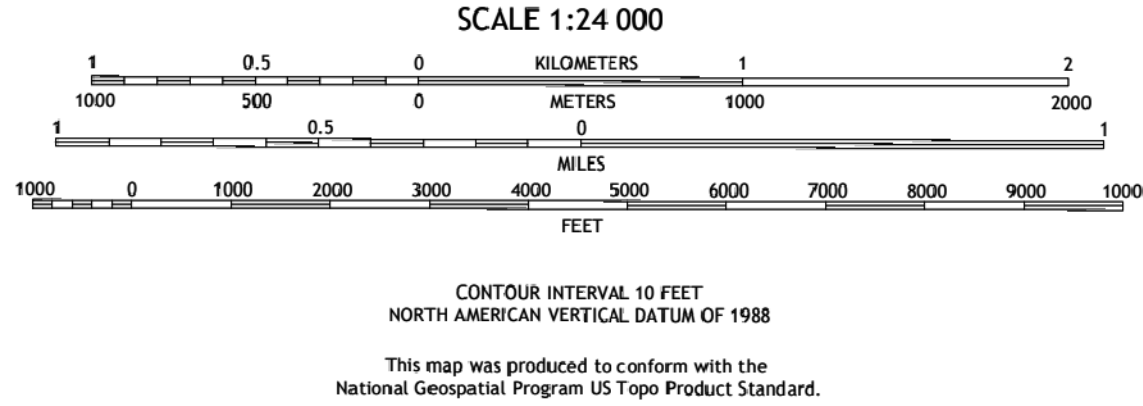 SCALE 1:24 000
1 0.5 0 KILOMETERS 1 2
1000 500 0 METERS 1000 2000
1 0.5 0 1
MILES
1000 0 1000 2000 3000 4000 5000 6000 7000 8000 9000 1000
FEET
CONTOUR INTERVAL 10 FEET
NORTH AMERICAN VERTICAL DATUM OF 1988
This map was produced to conform with the
National Geospatial Program US Topo Product Standard.